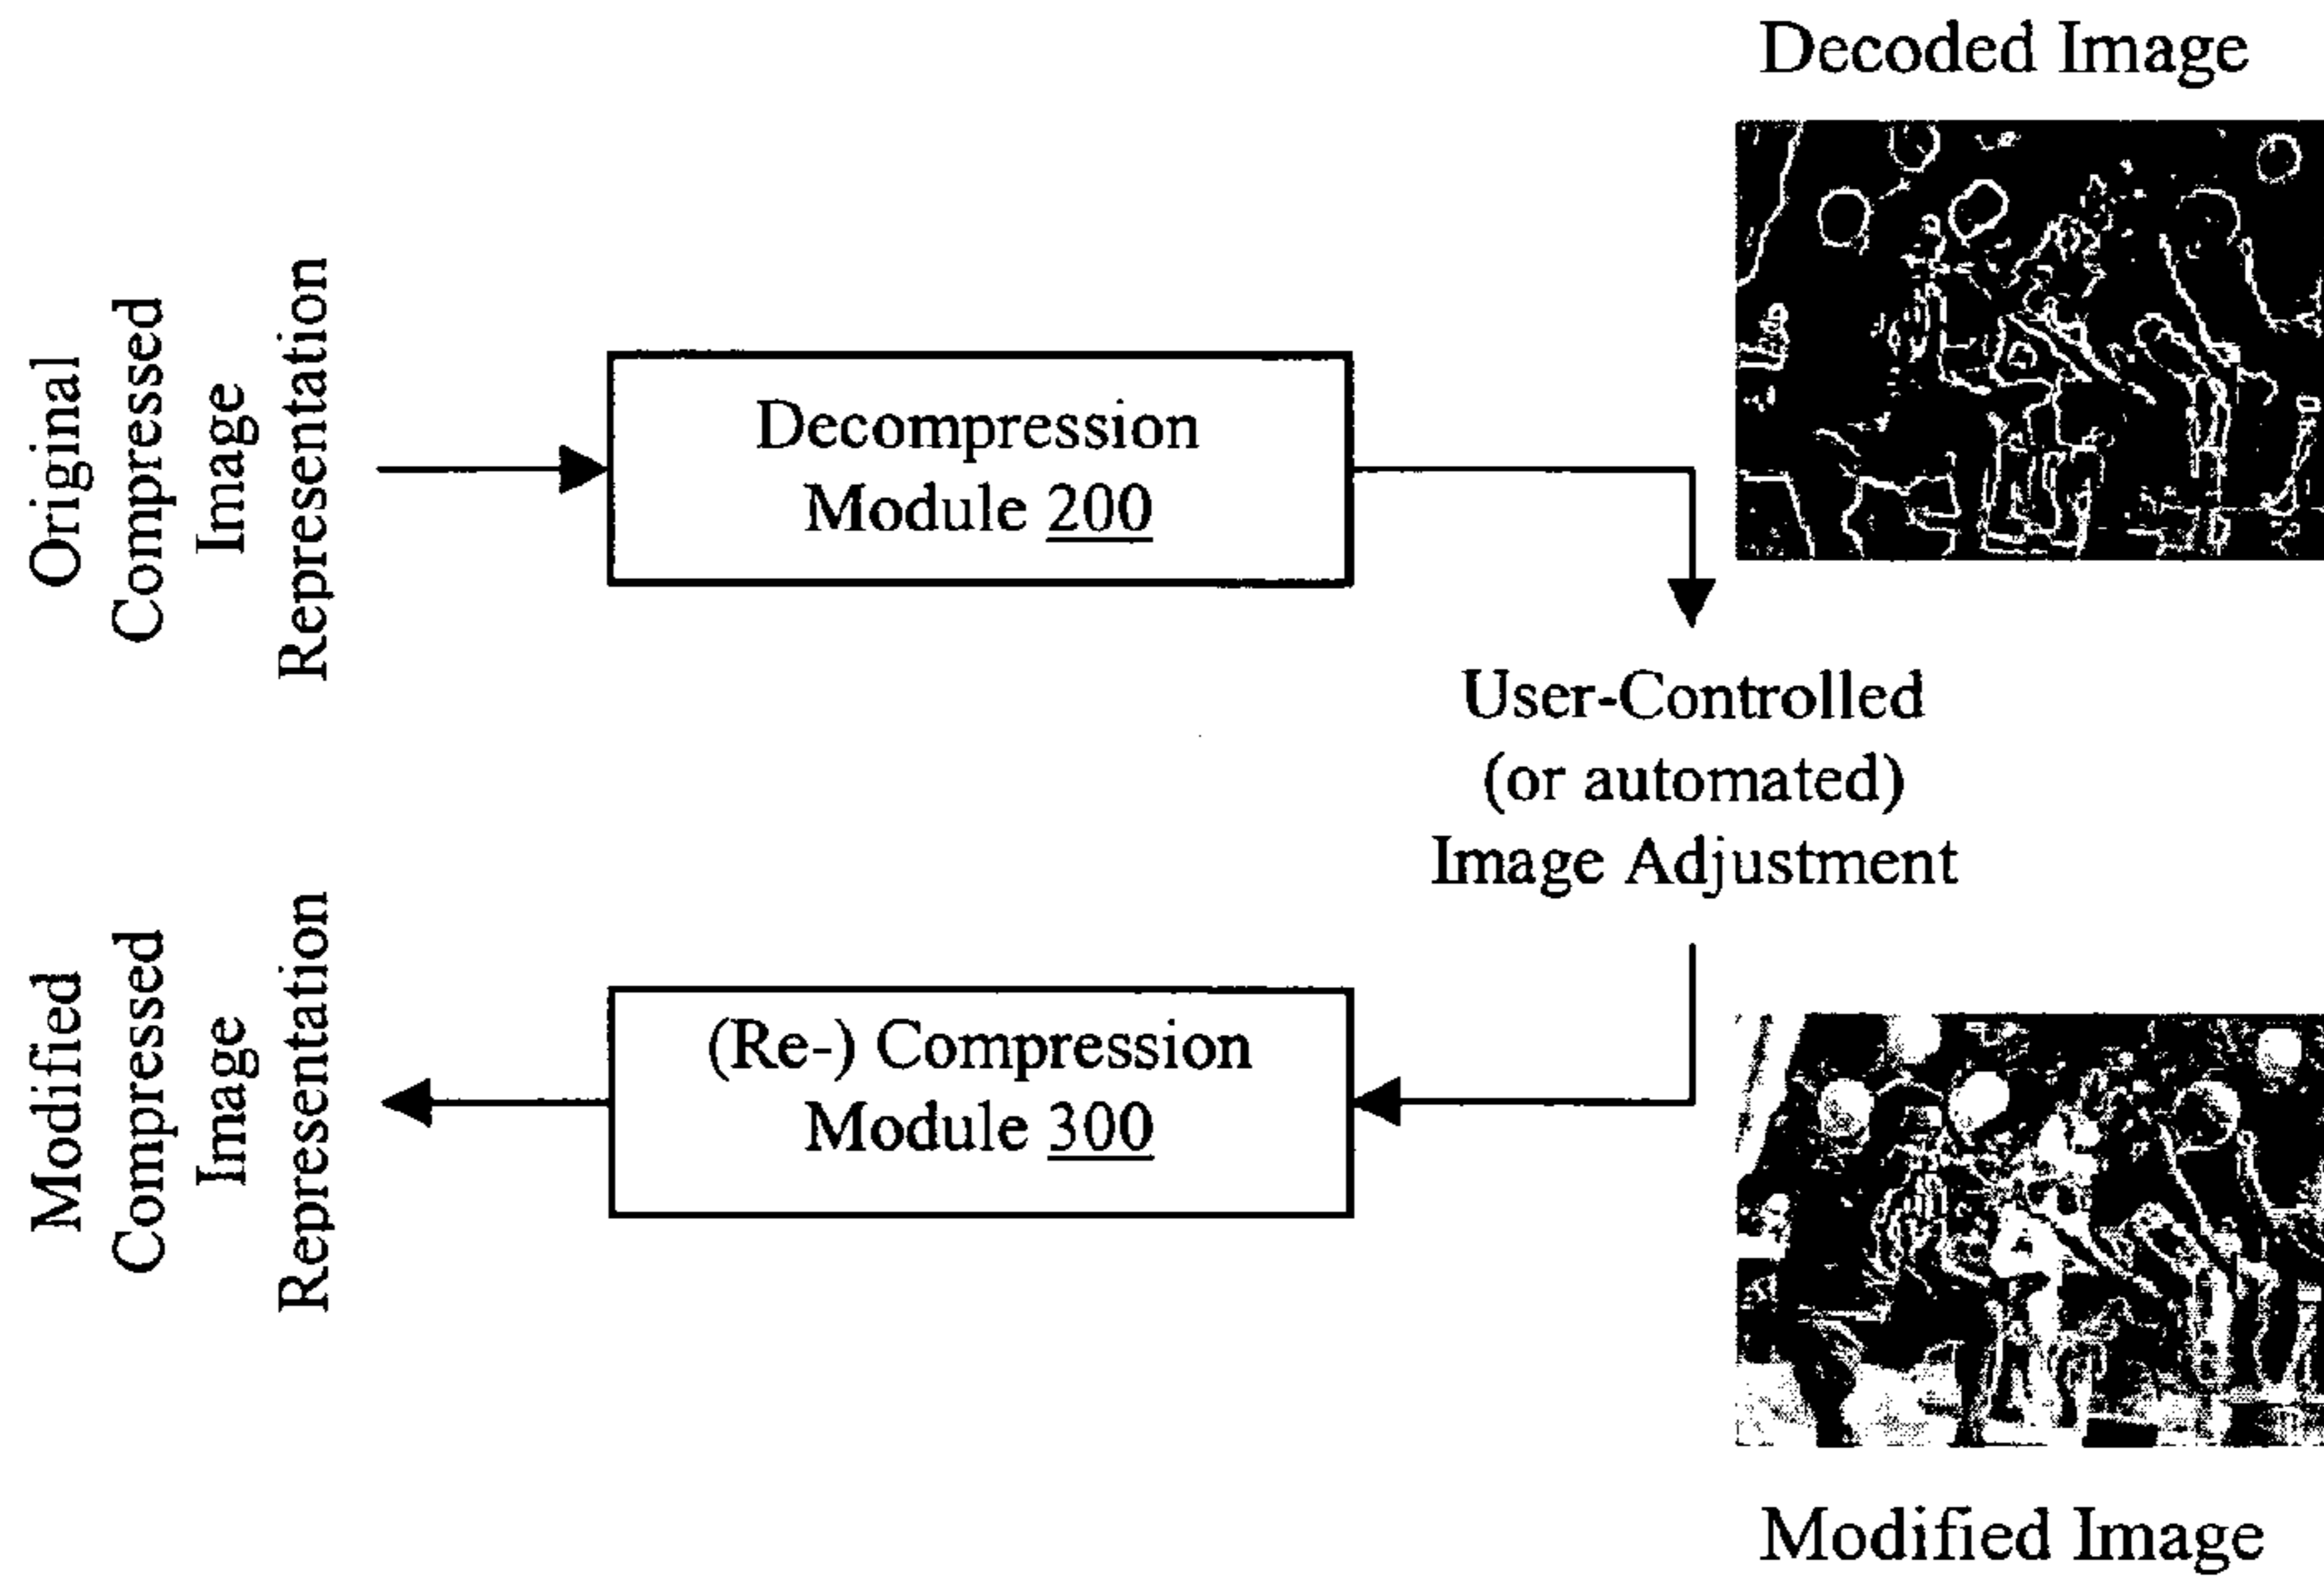 Decoded Image
Original
Compressed
Image
Representation
Decompression
Module 200
User-Controlled
(or automated)
Image Adjustment
Modified
Compressed
Image
Representation
(Re-) Compression
Module 300
Modified Image